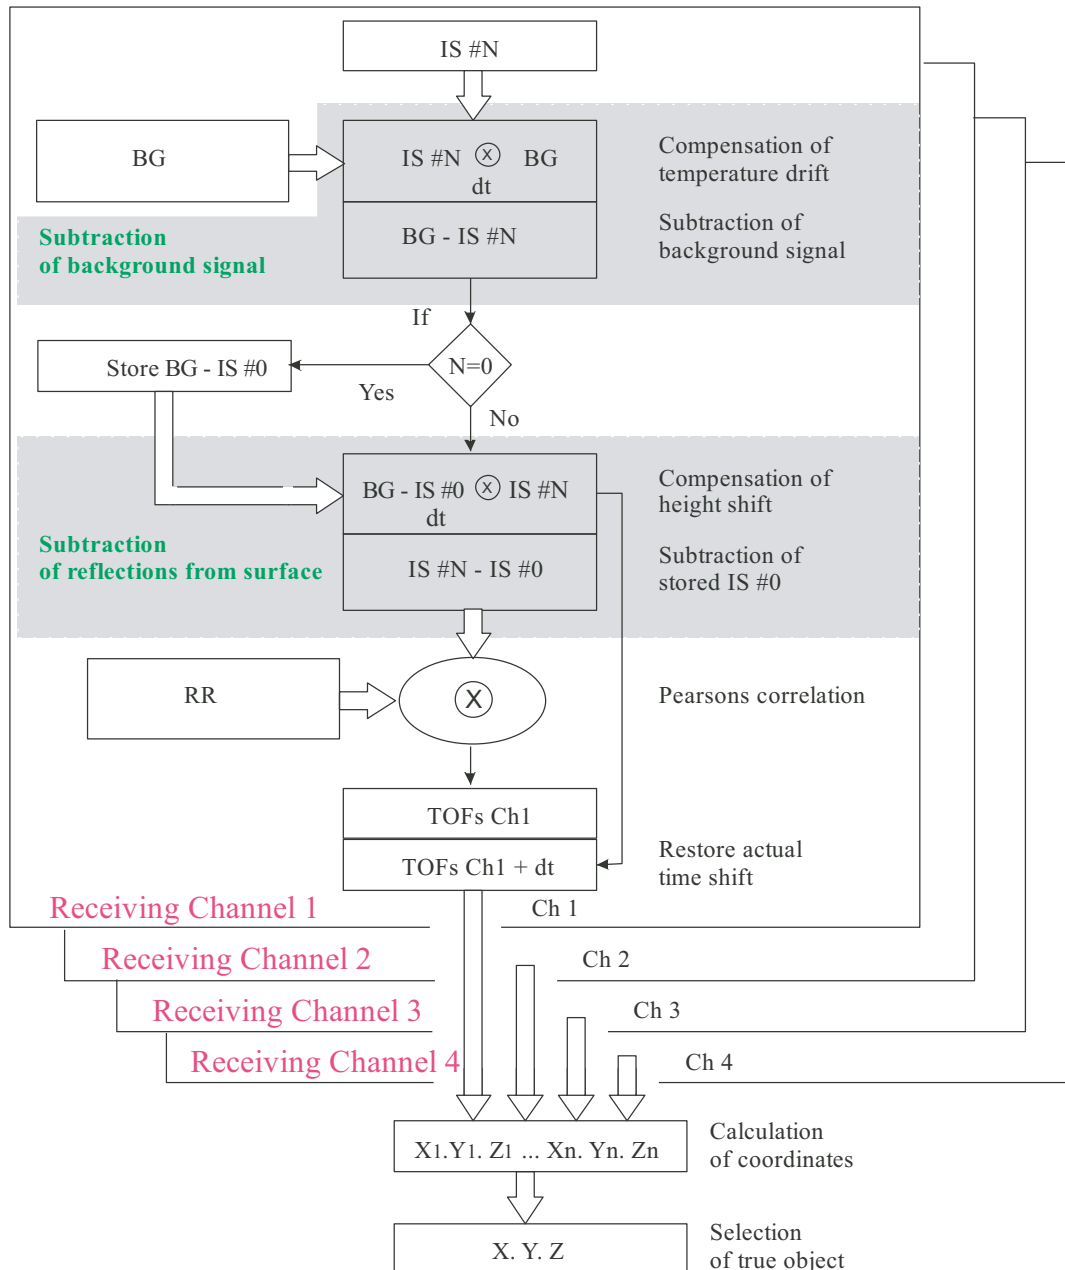 IS #N
BG
IS #N ⓧ BG
dt
Compensation of
temperature drift
BG - IS #N
Subtraction of
background signal
Subtraction
of background signal
If
N=0
Store BG - IS #0
Yes
No
BG - IS #0 ⓧ IS #N
dt
Compensation of
height shift
Subtraction
of reflections from surface
IS #N - IS #0
Subtraction of
stored IS #0
RR
ⓧ
Pearsons correlation
TOFs Ch1
TOFs Ch1 + dt
Restore actual
time shift
Receiving Channel 1
Ch 1
Receiving Channel 2
Ch 2
Receiving Channel 3
Ch 3
Receiving Channel 4
Ch 4
X1.Y1. Z1 ... Xn. Yn. Zn
Calculation
of coordinates
X. Y. Z
Selection
of true object